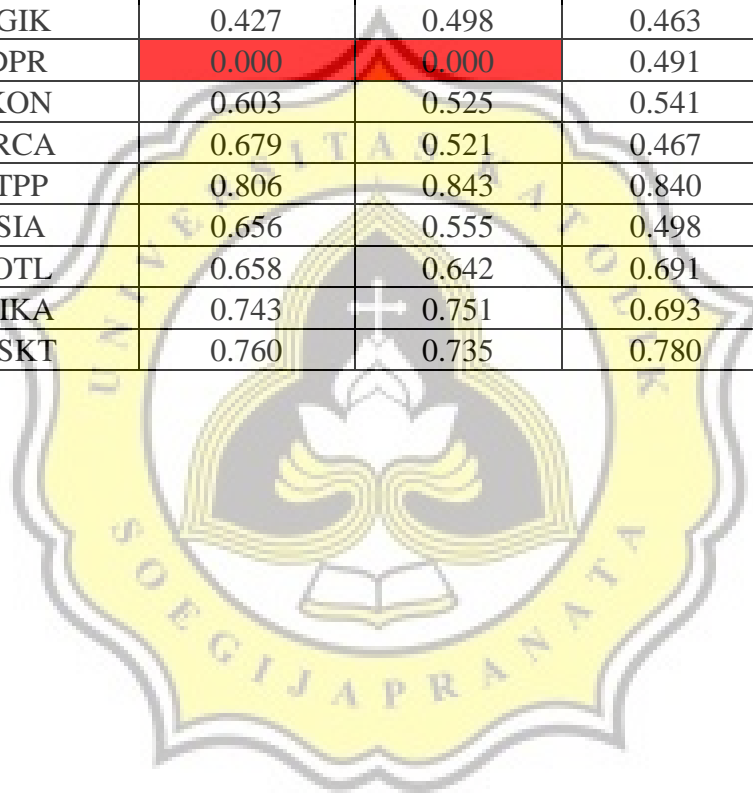 GIK 0.427 0.498 0.463
DPR 0.000 0.000 0.491
KON 0.603 0.525 0.541
RCA 0.679 0.521 0.467
TPP 0.806 0.843 0.840
SIA 0.656 0.555 0.498
OTL 0.658 0.642 0.691
IKA 0.743 0.751 0.693
SKT 0.760 0.735 0.780
UNIVERSITAS KATOLIK
SOEGIJAPRANATA